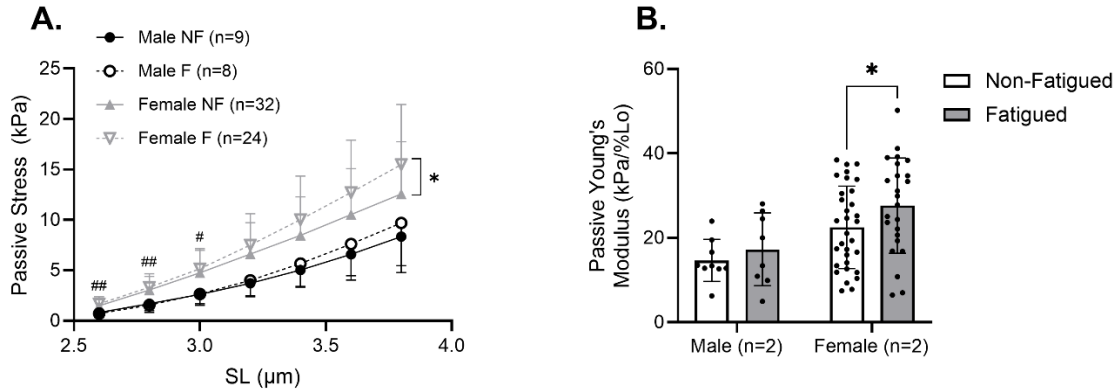 A.
Male NF (n=9)
Male F (n=8)
Female NF (n=32)
Female F (n=24)
Passive Stress (kPa)
25
20
15
10
5
0
*
#
##
##
2.5 3.0 3.5 4.0
SL (µm)
B.
Passive Young's
Modulus (kPa/%Lo)
60
40
20
0
*
Non-Fatigued
Fatigued
Male (n=2) Female (n=2)